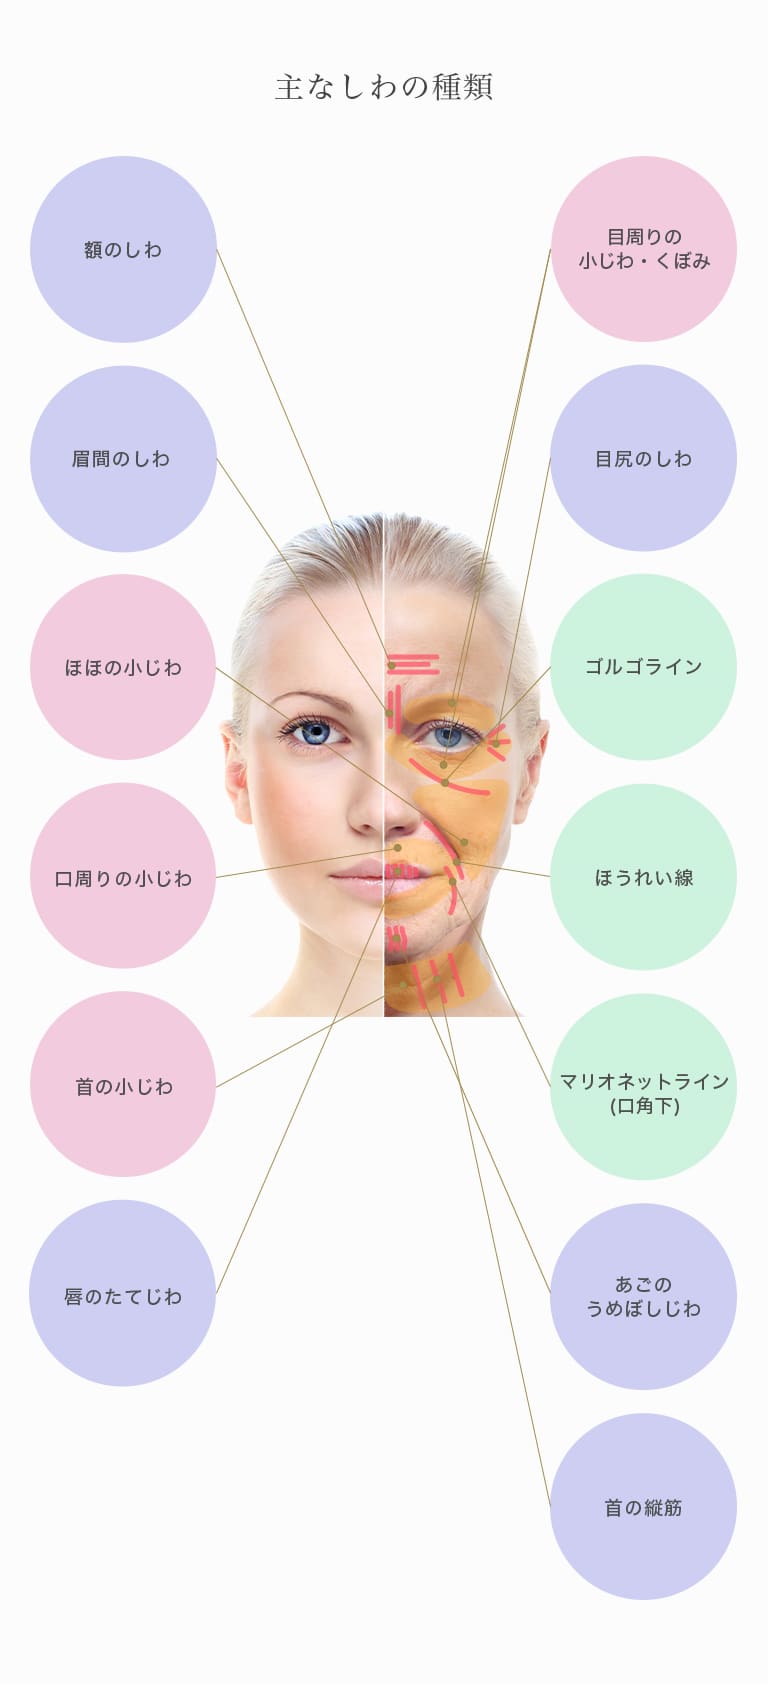 主なしわの種類
額のしわ
眉間のしわ
ほほの小じわ
口周りの小じわ
首の小じわ
唇のたてじわ
目周りの
小じわ・くぼみ
目尻のしわ
ゴルゴライン
ほうれい線
マリオネットライン
(口角下)
あごの
うめぼしじわ
首の縦筋